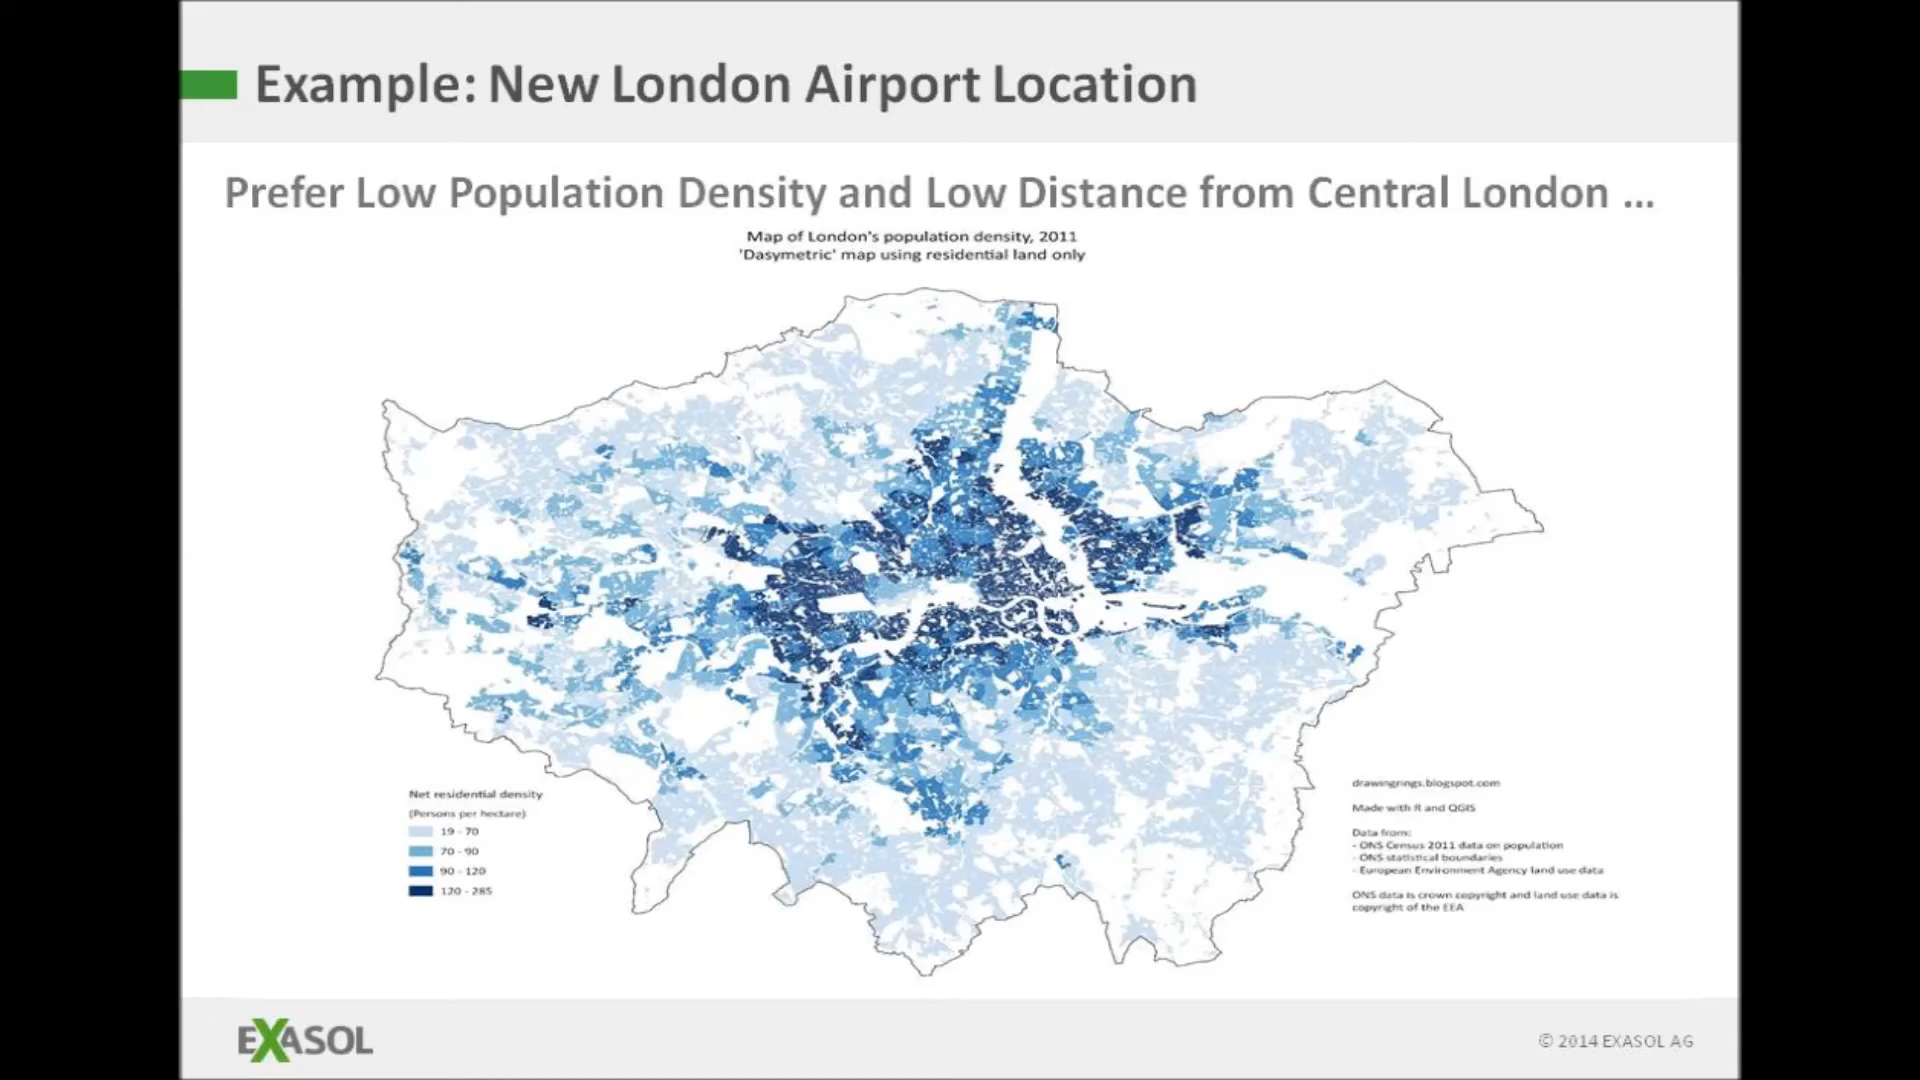 Example: New London Airport Location
Prefer Low Population Density and Low Distance from Central London ...
Map of London's population density, 2011
'Dasymetric' map using residential land only
Net residential density
(Persons per hectare)
19 - 70
70 - 90
90 - 120
120 - 285
drawingrings.blogspot.com
Made with R and QGIS
Data from:
- ONS Census 2011 data on population
- ONS statistical boundaries
- European Environment Agency land use data
ONS data is crown copyright and land use data is
copyright of the EEA
EXASOL
© 2014 EXASOL AG